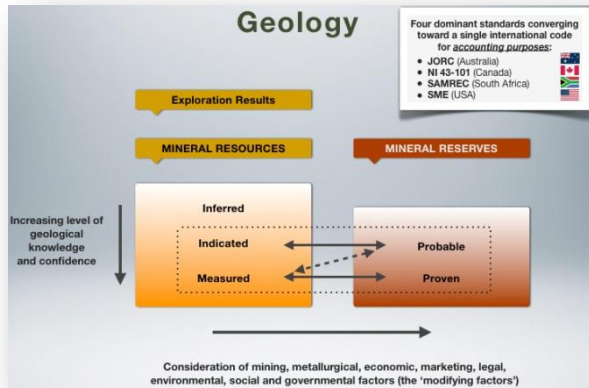 Geology
Four dominant standards converging
toward a single international code
for accounting purposes:
• JORC (Australia)
• NI 43-101 (Canada)
• SAMREC (South Africa)
• SME (USA)
Exploration Results
MINERAL RESOURCES
MINERAL RESERVES
Increasing level of
geological
knowledge
and confidence
Inferred
Indicated
Measured
Probable
Proven
Consideration of mining, metallurgical, economic, marketing, legal,
environmental, social and governmental factors (the ‘modifying factors’)